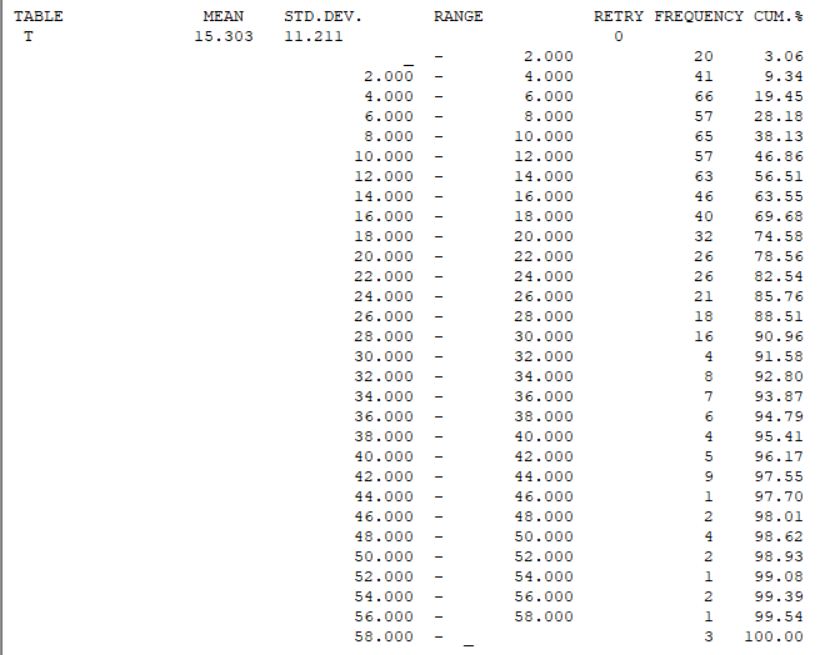 TABLE MEAN STD.DEV. RANGE RETRY FREQUENCY CUM.%
T 15.303 11.211 0
_ - 2.000 20 3.06
2.000 - 4.000 41 9.34
4.000 - 6.000 66 19.45
6.000 - 8.000 57 28.18
8.000 - 10.000 65 38.13
10.000 - 12.000 57 46.86
12.000 - 14.000 63 56.51
14.000 - 16.000 46 63.55
16.000 - 18.000 40 69.68
18.000 - 20.000 32 74.58
20.000 - 22.000 26 78.56
22.000 - 24.000 26 82.54
24.000 - 26.000 21 85.76
26.000 - 28.000 18 88.51
28.000 - 30.000 16 90.96
30.000 - 32.000 4 91.58
32.000 - 34.000 8 92.80
34.000 - 36.000 7 93.87
36.000 - 38.000 6 94.79
38.000 - 40.000 4 95.41
40.000 - 42.000 5 96.17
42.000 - 44.000 9 97.55
44.000 - 46.000 1 97.70
46.000 - 48.000 2 98.01
48.000 - 50.000 4 98.62
50.000 - 52.000 2 98.93
52.000 - 54.000 1 99.08
54.000 - 56.000 2 99.39
56.000 - 58.000 1 99.54
58.000 - _ 3 100.00